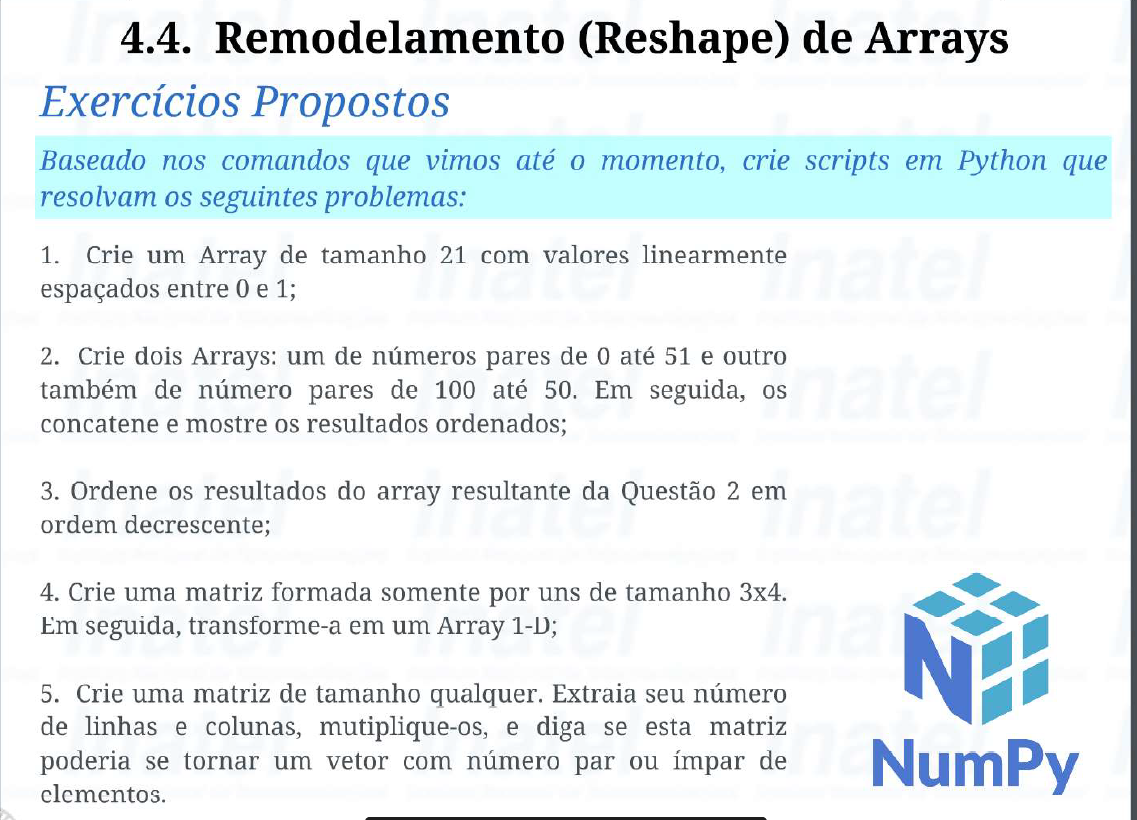 4.4. Remodelamento (Reshape) de Arrays
Exercícios Propostos
Baseado nos comandos que vimos até o momento, crie scripts em Python que
resolvam os seguintes problemas:
1. Crie um Array de tamanho 21 com valores linearmente
espaçados entre 0 e 1;
2. Crie dois Arrays: um de números pares de 0 até 51 e outro
também de número pares de 100 até 50. Em seguida, os
concatene e mostre os resultados ordenados;
3. Ordene os resultados do array resultante da Questão 2 em
ordem decrescente;
4. Crie uma matriz formada somente por uns de tamanho 3x4.
Em seguida, transforme-a em um Array 1-D;
5. Crie uma matriz de tamanho qualquer. Extraia seu número
de linhas e colunas, mutiplique-os, e diga se esta matriz
poderia se tornar um vetor com número par ou ímpar de
elementos.
NumPy